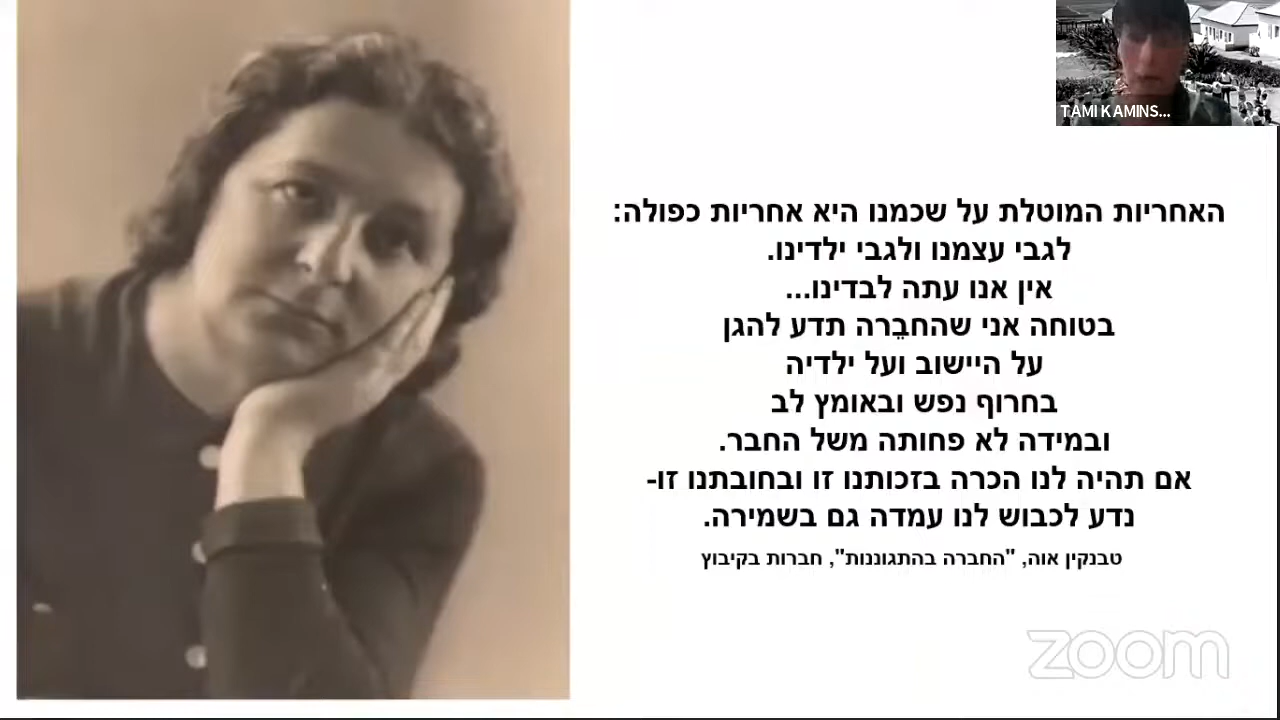 TAMI KAMINS...
האחריות המוטלת על שכמנו היא אחריות כפולה:
לגבי עצמנו ולגבי ילדינו.
אין אנו עתה לבדינו...
בטוחה אני שהחבֵרה תדע להגן
על היישוב ועל ילדיה
בחרוף נפש ובאומץ לב
ובמידה לא פחותה משל החבר.
אם תהיה לנו הכרה בזכותנו זו ובחובתנו זו-
נדע לכבוש לנו עמדה גם בשמירה.
טבנקין אוה, "החברה בהתגוננות", חברות בקיבוץ
zoom